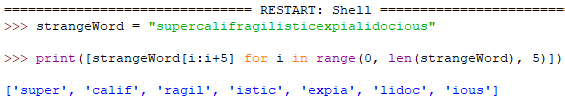 =============================== RESTART: Shell ==============================
>>> strangeWord = "supercalifragilisticexpialidocious"
>>> print([strangeWord[i:i+5] for i in range(0, len(strangeWord), 5)])
['super', 'calif', 'ragil', 'istic', 'expia', 'lidoc', 'ious']